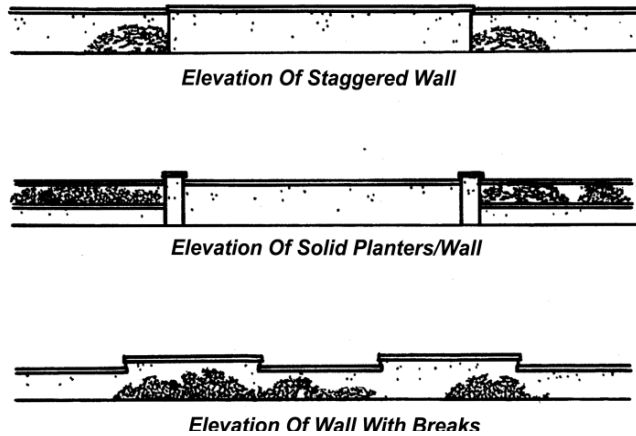 Elevation Of Staggered Wall
Elevation Of Solid Planters/Wall
Elevation Of Wall With Breaks